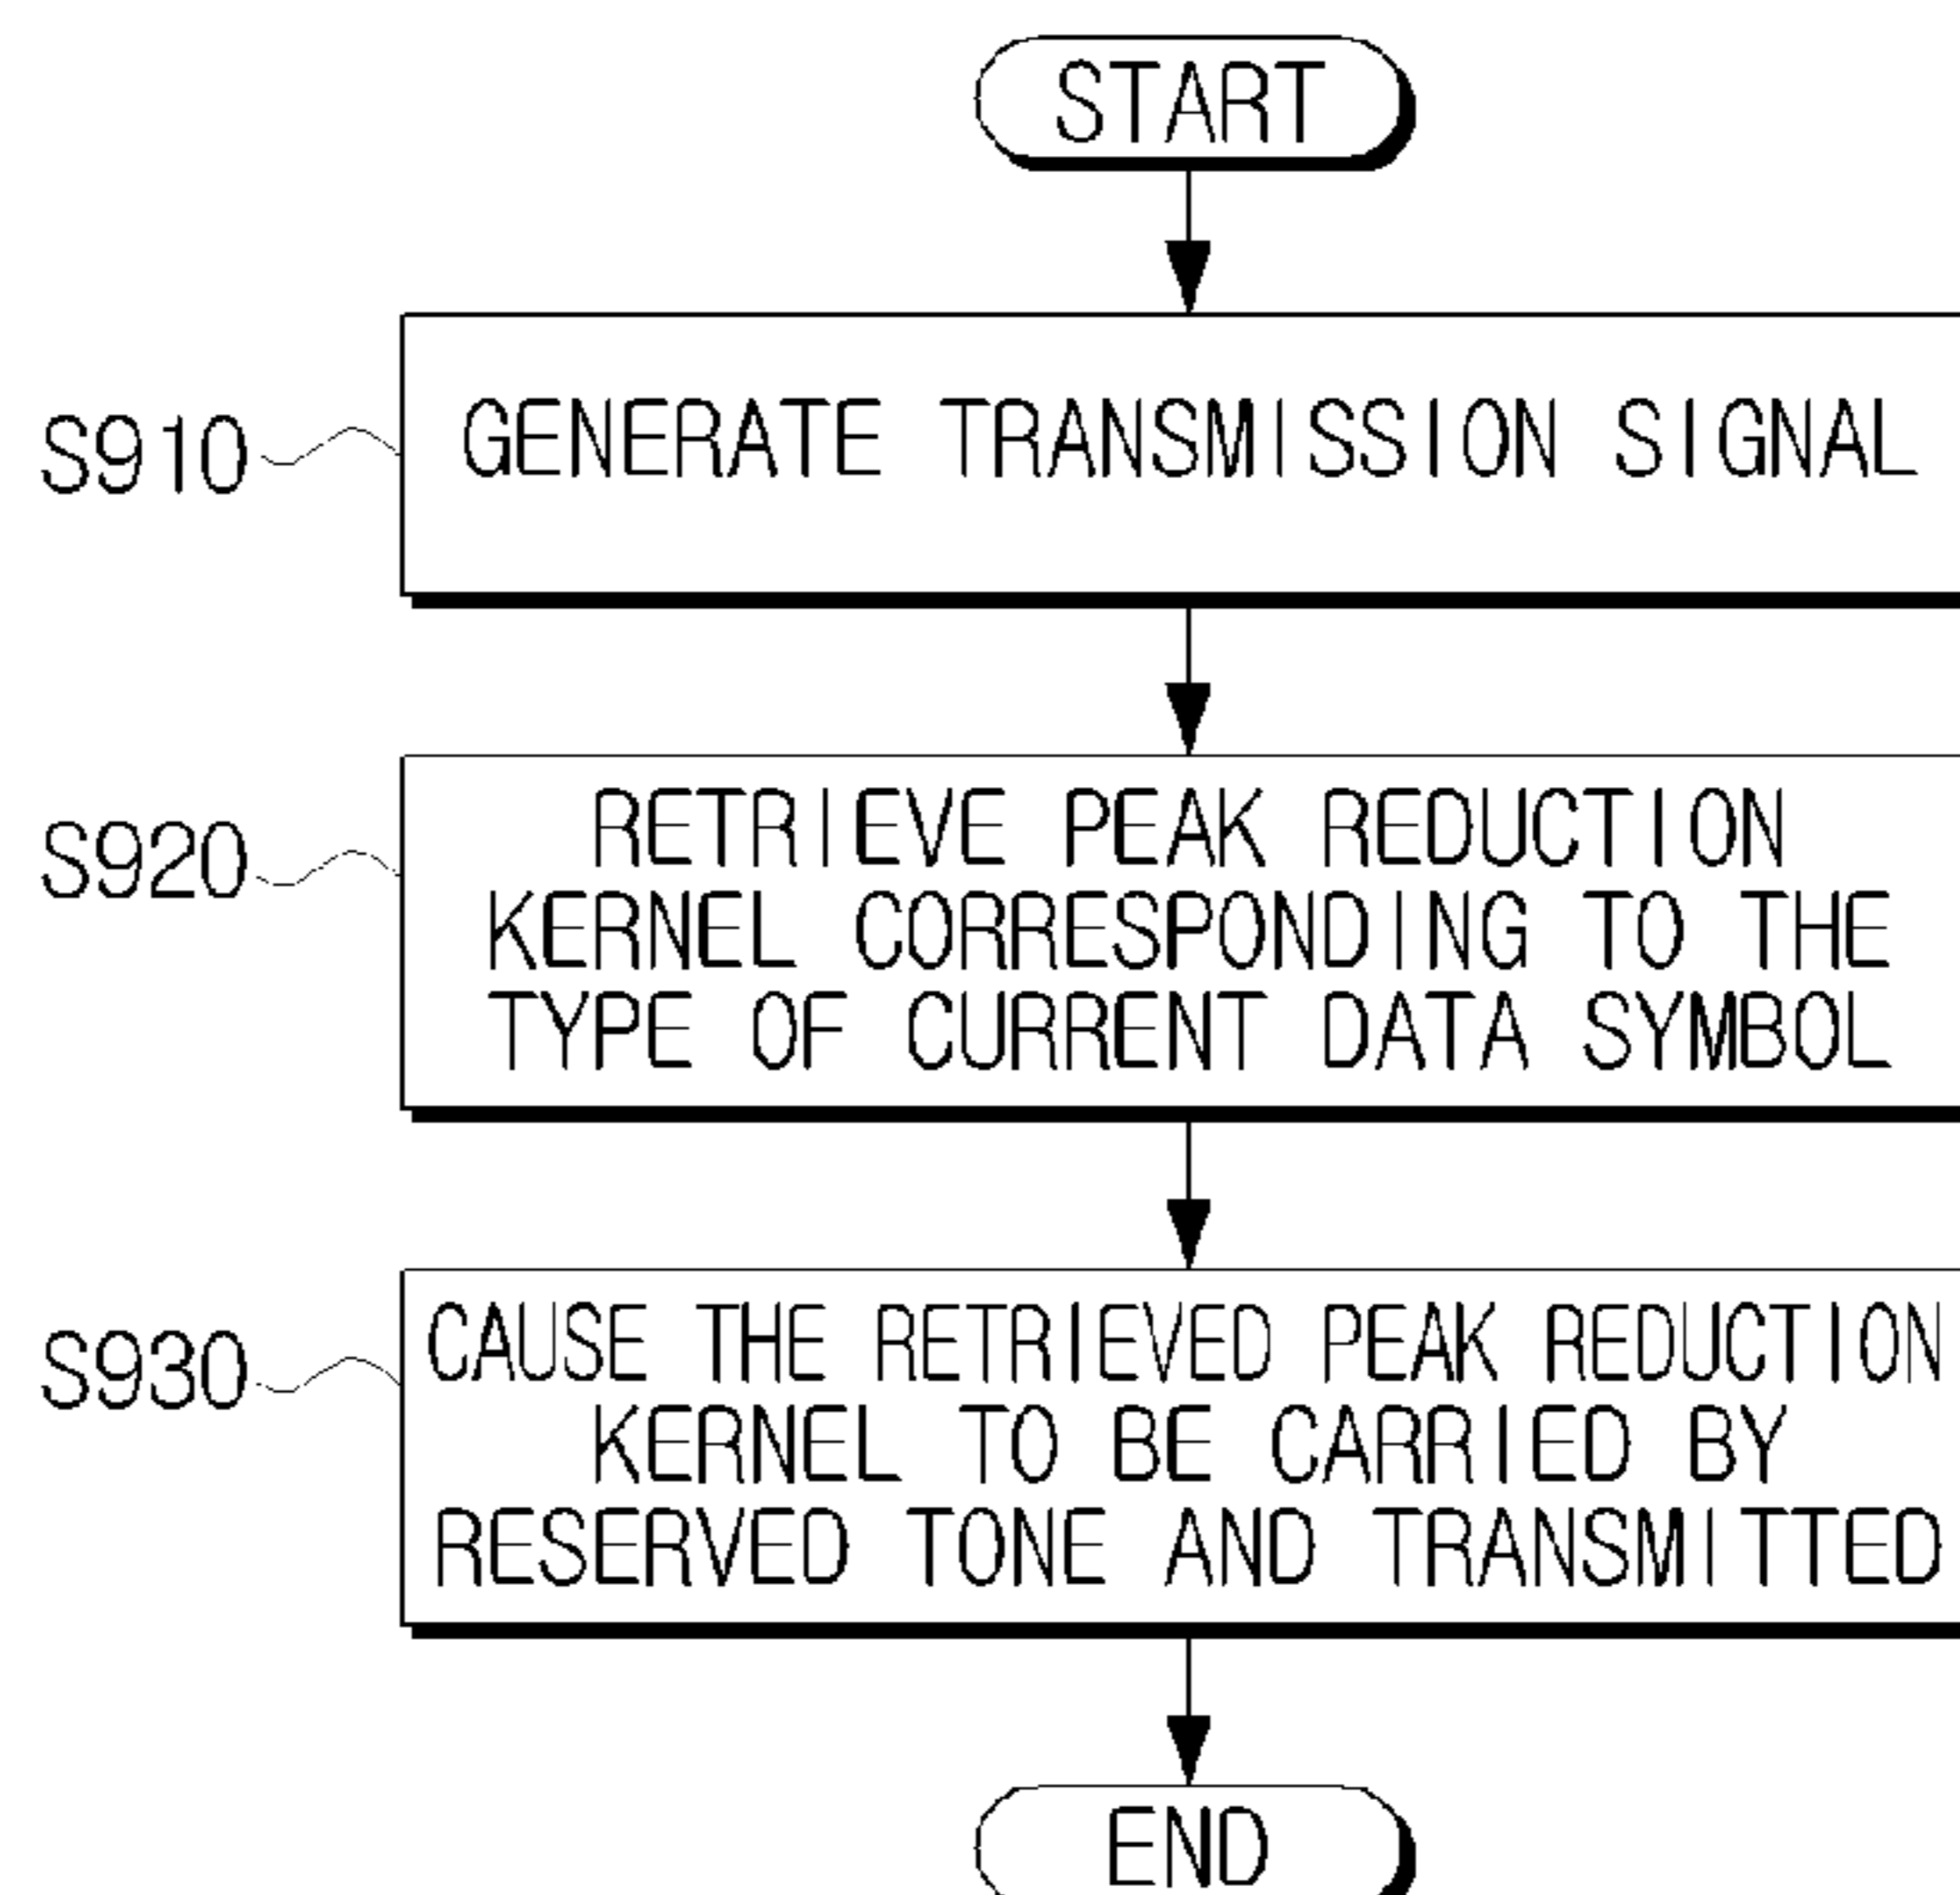 START
S910
GENERATE TRANSMISSION SIGNAL
S920
RETRIEVE PEAK REDUCTION
KERNEL CORRESPONDING TO THE
TYPE OF CURRENT DATA SYMBOL
S930
CAUSE THE RETRIEVED PEAK REDUCTION
KERNEL TO BE CARRIED BY
RESERVED TONE AND TRANSMITTED
END